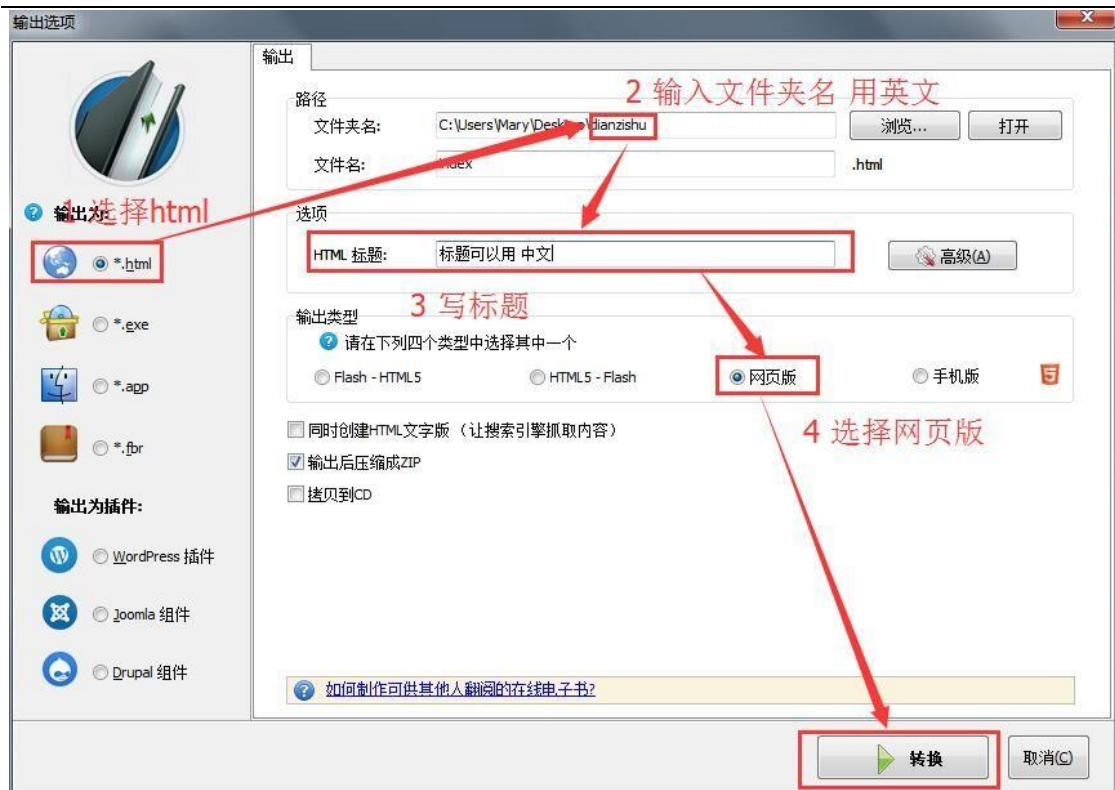 输出选项
输出
2 输入文件夹名 用英文
路径
文件夹名:
C:\Users\Mary\Desktop\dianzishu
浏览...
打开
文件名:
index
.html
1 选择html
输出为:
选项
HTML 标题:
标题可以用 中文
高级(A)
*.html
3 写标题
输出类型
请在下列四个类型中选择其中一个
*.exe
Flash - HTML5
HTML5 - Flash
网页版
手机版
*.app
同时创建HTML文字版 （让搜索引擎抓取内容）
4 选择网页版
*.fbr
输出后压缩成ZIP
拷贝到CD
输出为插件:
WordPress 插件
Joomla 组件
Drupal 组件
如何制作可供其他人翻阅的在线电子书?
转换
取消(C)